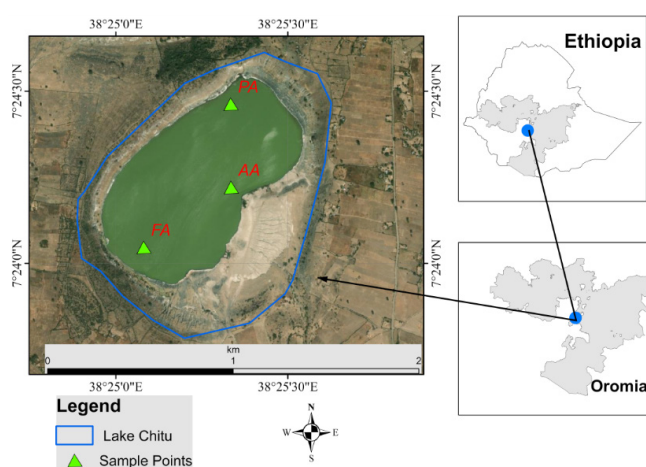 38°25'0"E
38°25'30"E
7°24'30"N
7°24'0"N
PA
AA
FA
km
0
1
2
38°25'0"E
38°25'30"E
Ethiopia
7°24'30"N
7°24'0"N
Oromia
Legend
Lake Chitu
Sample Points
N
W
E
S